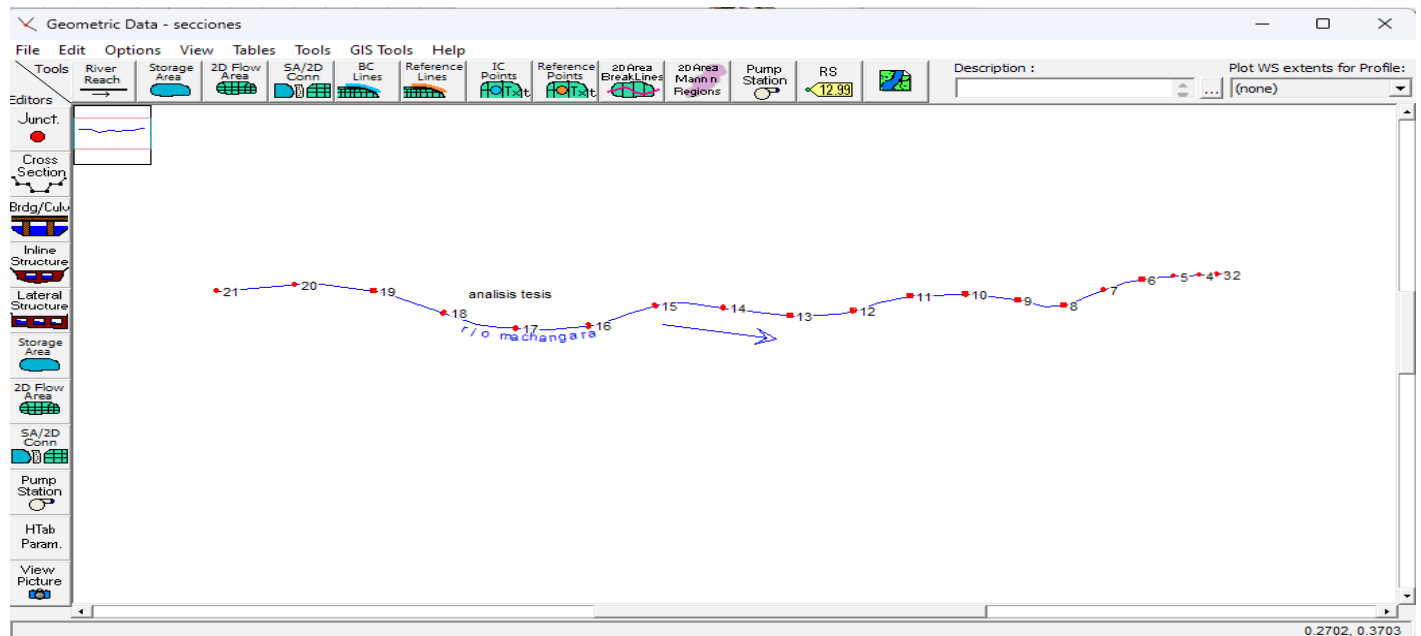 Geometric Data - secciones
File Edit Options View Tables Tools GIS Tools Help
Tools
Editors
River Reach
Storage Area
2D Flow Area
SA/2D Conn
BC Lines
Reference Lines
IC Points
Reference Points
2D Area BreakLines
2D Area Mann n Regions
Pump Station
RS
12.99
Description :
...
Plot WS extents for Profile:
(none)
Junct.
Cross Section
Brdg/Culv
Inline Structure
Lateral Structure
Storage Area
2D Flow Area
SA/2D Conn
Pump Station
HTab Param.
View Picture
21
20
19
18
17
16
15
14
13
12
11
10
9
8
7
6
5
4
32
analisis tesis
r/o machangara
0.2702, 0.3703